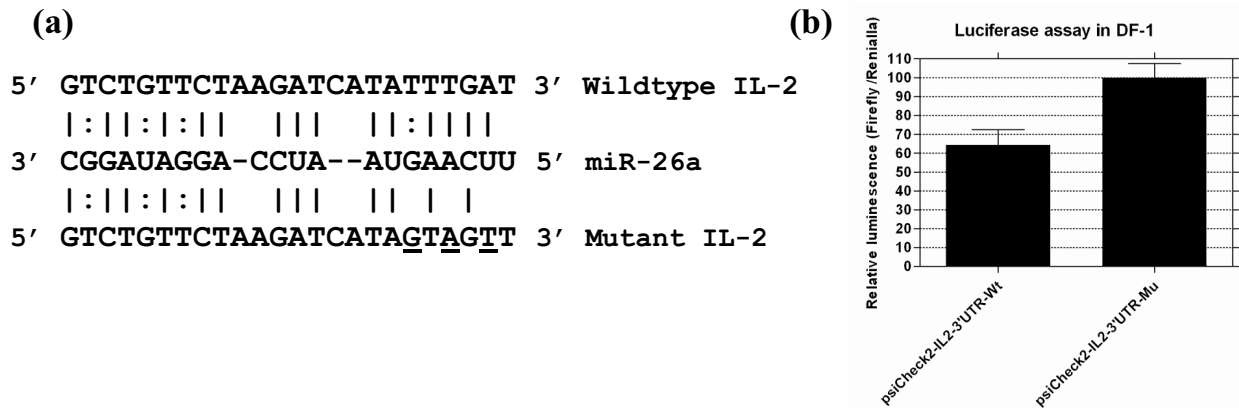 (a)
5' GTCTGTTCTAAGATCATATTTGAT 3' Wildtype IL-2
|:||:|:|| ||| ||:||||
3' CGGAUAGGA-CCUA--AUGAACUU 5' miR-26a
|:||:|:|| ||| || | |
5' GTCTGTTCTAAGATCATAGTAGTT 3' Mutant IL-2
(b)
Luciferase assay in DF-1
Relative luminescence (Firefly /Renialla)
110
100
90
80
70
60
50
40
30
20
10
0
psiCheck2-IL2-3'UTR-Wt
psiCheck2-IL2-3'UTR-Mu